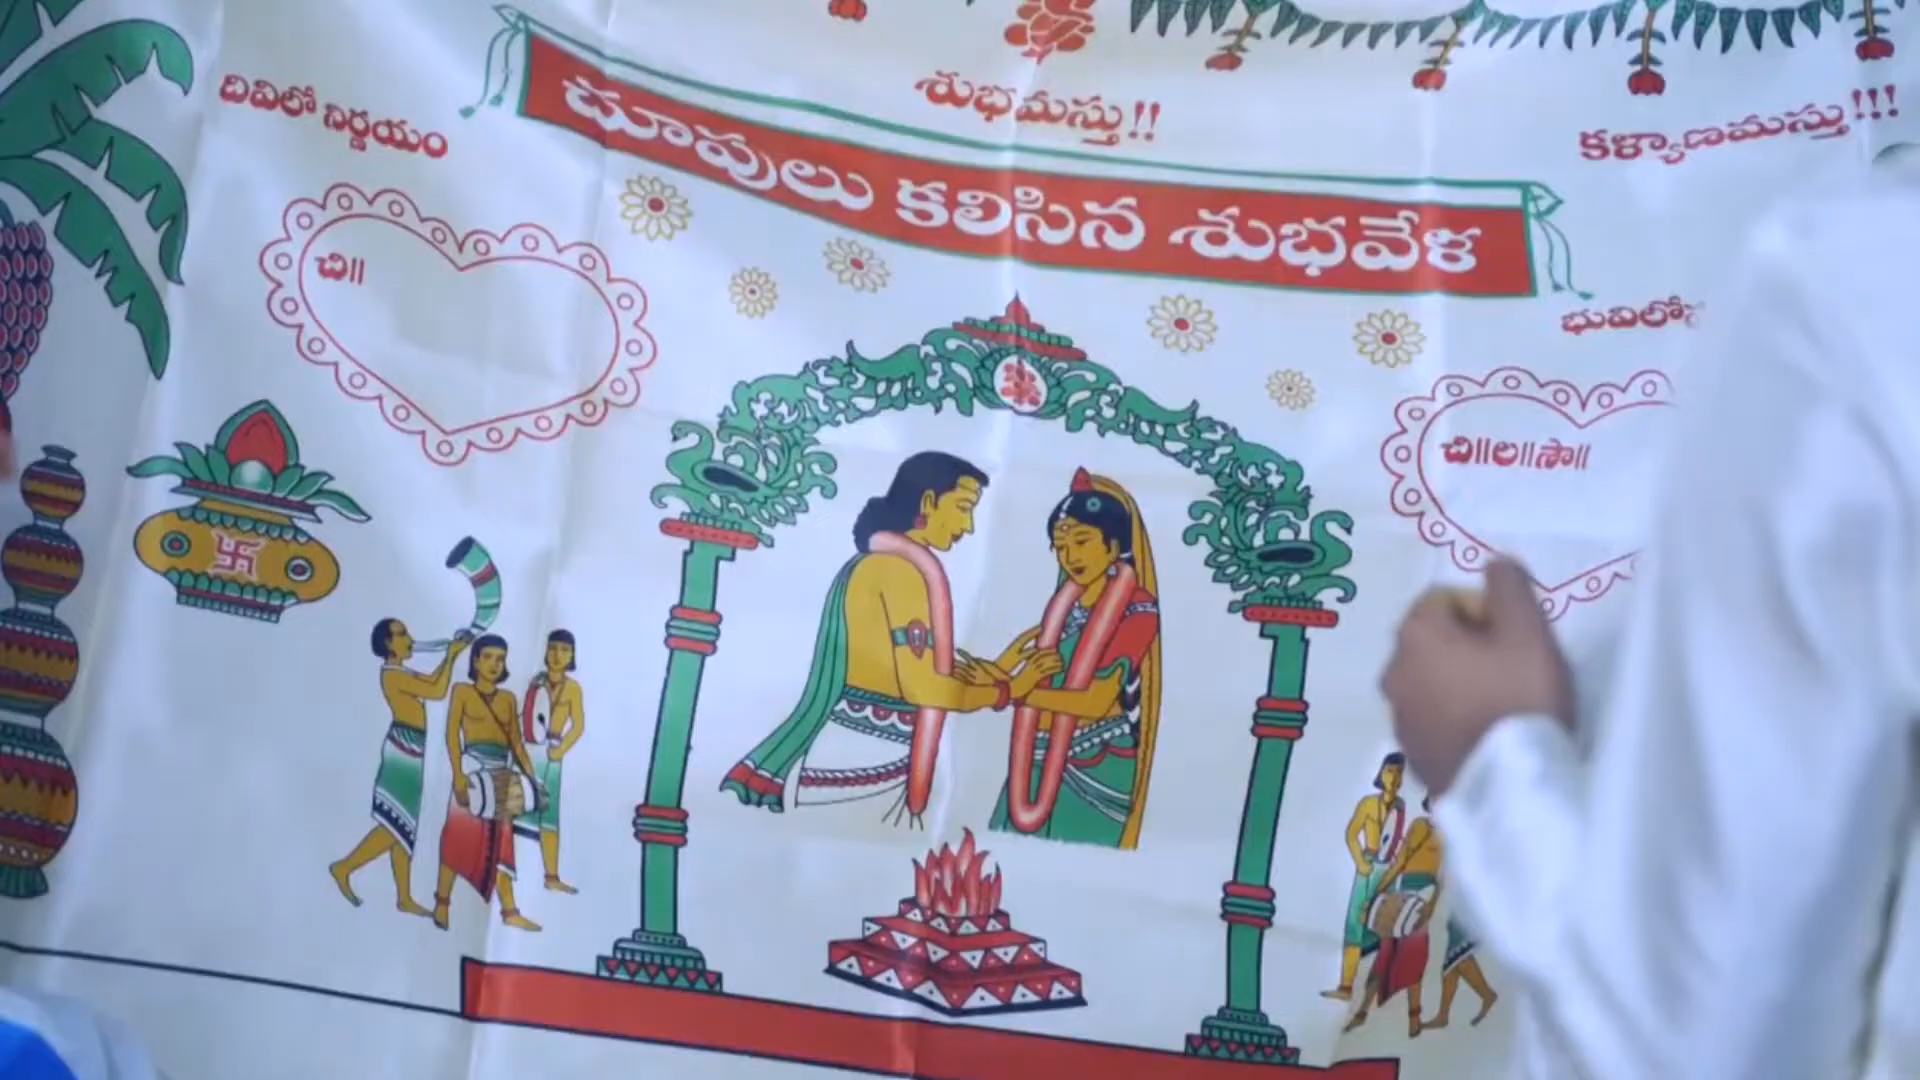 శుభమస్తు!!
దివిలో నిర్ణయం
చూపులు కలిసిన శుభవేళ
కళ్యాణమస్తు!!!
చి॥
చి॥ల॥సౌ॥